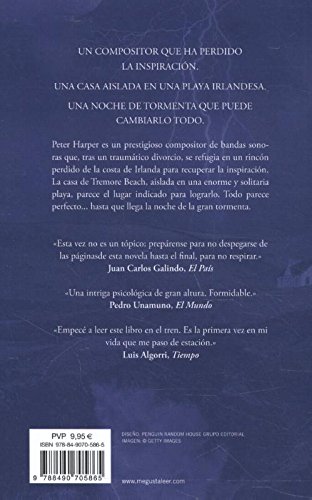 UN COMPOSITOR QUE HA PERDIDO
LA INSPIRACIÓN.
UNA CASA AISLADA EN UNA PLAYA IRLANDESA.
UNA NOCHE DE TORMENTA QUE PUEDE
CAMBIARLO TODO.
Peter Harper es un prestigioso compositor de bandas sono-
ras que, tras un traumático divorcio, se refugia en un rincón
perdido de la costa de Irlanda para recuperar la inspiración.
La casa de Tremore Beach, aislada en una enorme y solitaria
playa, parece el lugar indicado para lograrlo. Todo parece
perfecto... hasta que llega la noche de la gran tormenta.
«Esta vez no es un tópico: prepárense para no despegarse de
las páginasde esta novela hasta el final, para no respirar.»
Juan Carlos Galindo, El País
«Una intriga psicológica de gran altura. Formidable.»
Pedro Unamuno, El Mundo
«Empecé a leer este libro en el tren. Es la primera vez en mi
vida que me paso de estación.»
Luis Algorri, Tiempo
PVP 9,95 €
ISBN 978-84-9070-586-5
9 788490 705865
DISEÑO: PENGUIN RANDOM HOUSE GRUPO EDITORIAL
IMAGEN: © GETTY IMAGES
WWW.MEGUSTALEER.COM